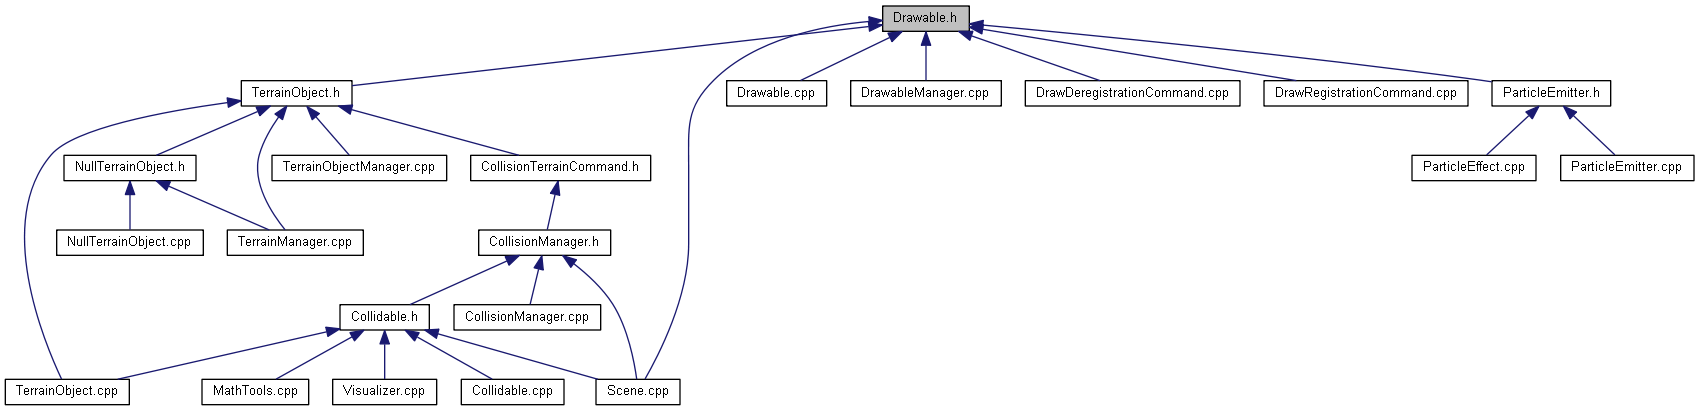 Drawable.h
TerrainObject.h
Drawable.cpp
DrawableManager.cpp
DrawDeregistrationCommand.cpp
DrawRegistrationCommand.cpp
ParticleEmitter.h
NullTerrainObject.h
TerrainObjectManager.cpp
CollisionTerrainCommand.h
ParticleEffect.cpp
ParticleEmitter.cpp
NullTerrainObject.cpp
TerrainManager.cpp
CollisionManager.h
Collidable.h
CollisionManager.cpp
TerrainObject.cpp
MathTools.cpp
Visualizer.cpp
Collidable.cpp
Scene.cpp